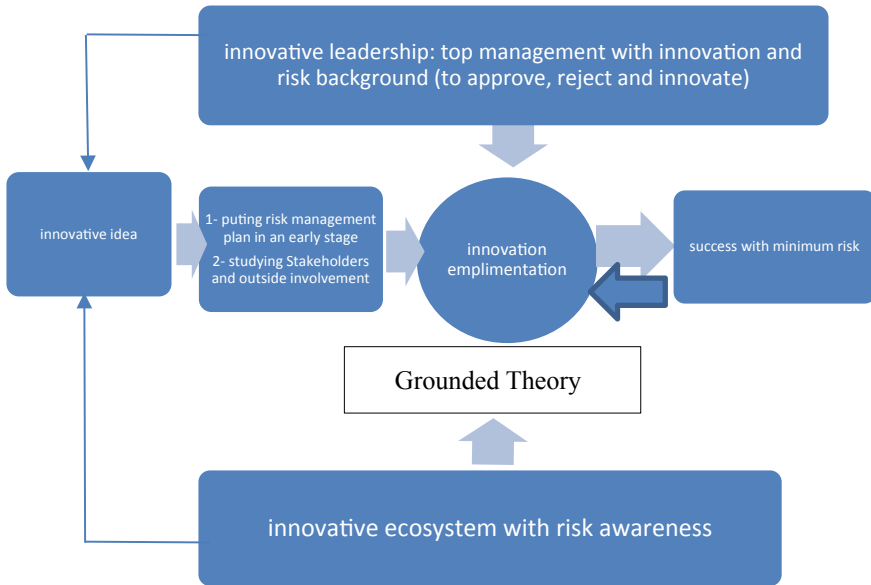 innovative leadership: top management with innovation and
risk background (to approve, reject and innovate)
innovative idea
1- puting risk management
plan in an early stage
2- studying Stakeholders
and outside involvement
innovation
emplimentation
success with minimum risk
Grounded Theory
innovative ecosystem with risk awareness